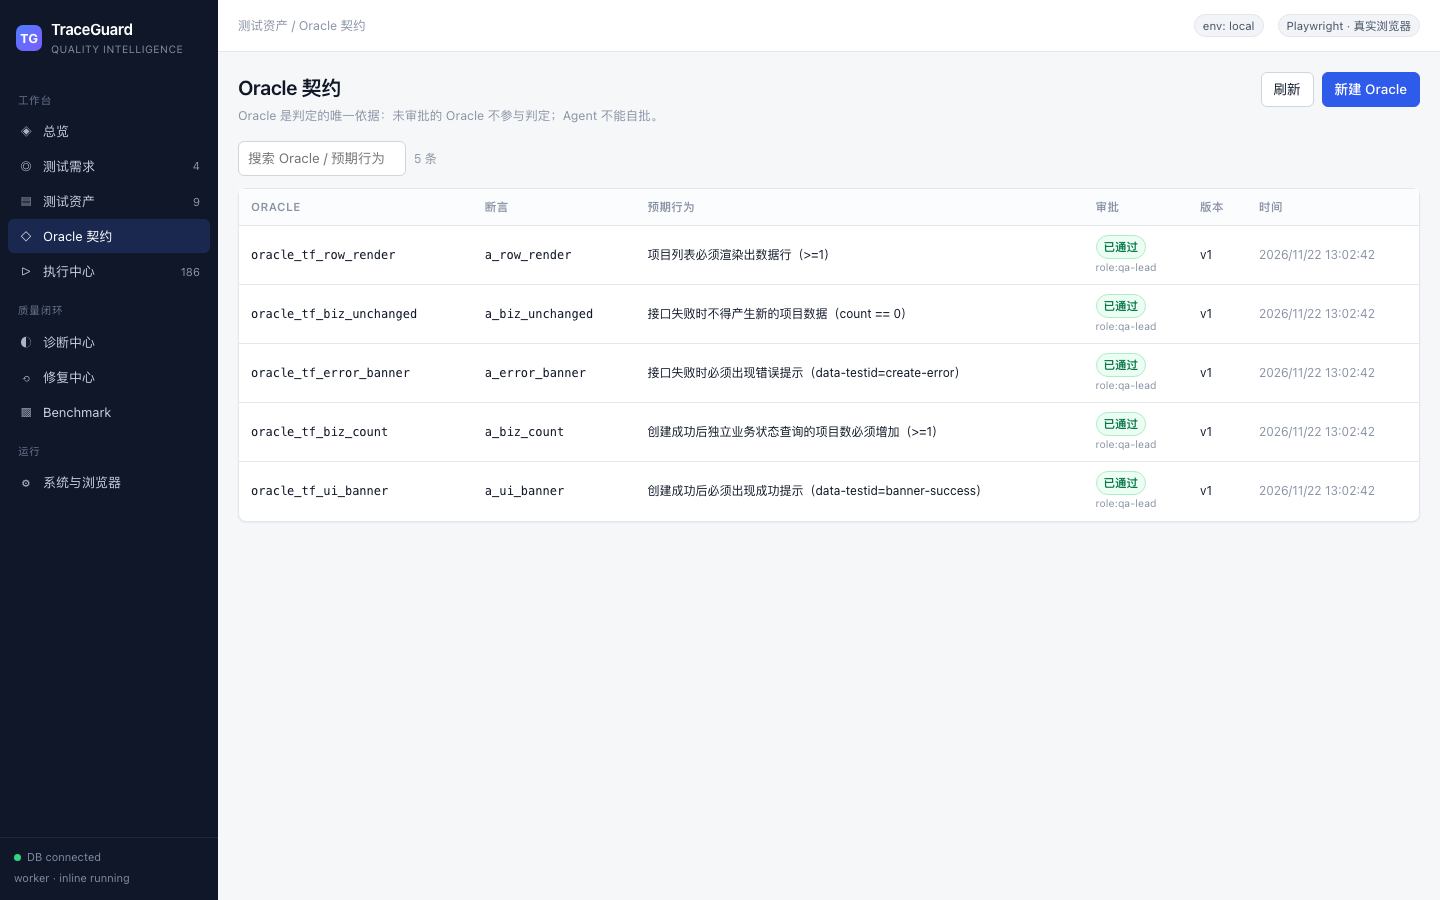 TG
TraceGuard
QUALITY INTELLIGENCE
工作台
总览
测试需求 4
测试资产 9
Oracle 契约
执行中心 186
质量闭环
诊断中心
修复中心
Benchmark
运行
系统与浏览器
DB connected
worker · inline running
测试资产 / Oracle 契约
env: local
Playwright · 真实浏览器
Oracle 契约
Oracle 是判定的唯一依据：未审批的 Oracle 不参与判定；Agent 不能自批。
刷新
新建 Oracle
搜索 Oracle / 预期行为
5 条
ORACLE 断言 预期行为 审批 版本 时间
oracle_tf_row_render a_row_render 项目列表必须渲染出数据行（>=1） 已通过 v1 2026/11/22 13:02:42
role:qa-lead
oracle_tf_biz_unchanged a_biz_unchanged 接口失败时不得产生新的项目数据（count == 0） 已通过 v1 2026/11/22 13:02:42
role:qa-lead
oracle_tf_error_banner a_error_banner 接口失败时必须出现错误提示（data-testid=create-error） 已通过 v1 2026/11/22 13:02:42
role:qa-lead
oracle_tf_biz_count a_biz_count 创建成功后独立业务状态查询的项目数必须增加（>=1） 已通过 v1 2026/11/22 13:02:42
role:qa-lead
oracle_tf_ui_banner a_ui_banner 创建成功后必须出现成功提示（data-testid=banner-success） 已通过 v1 2026/11/22 13:02:42
role:qa-lead